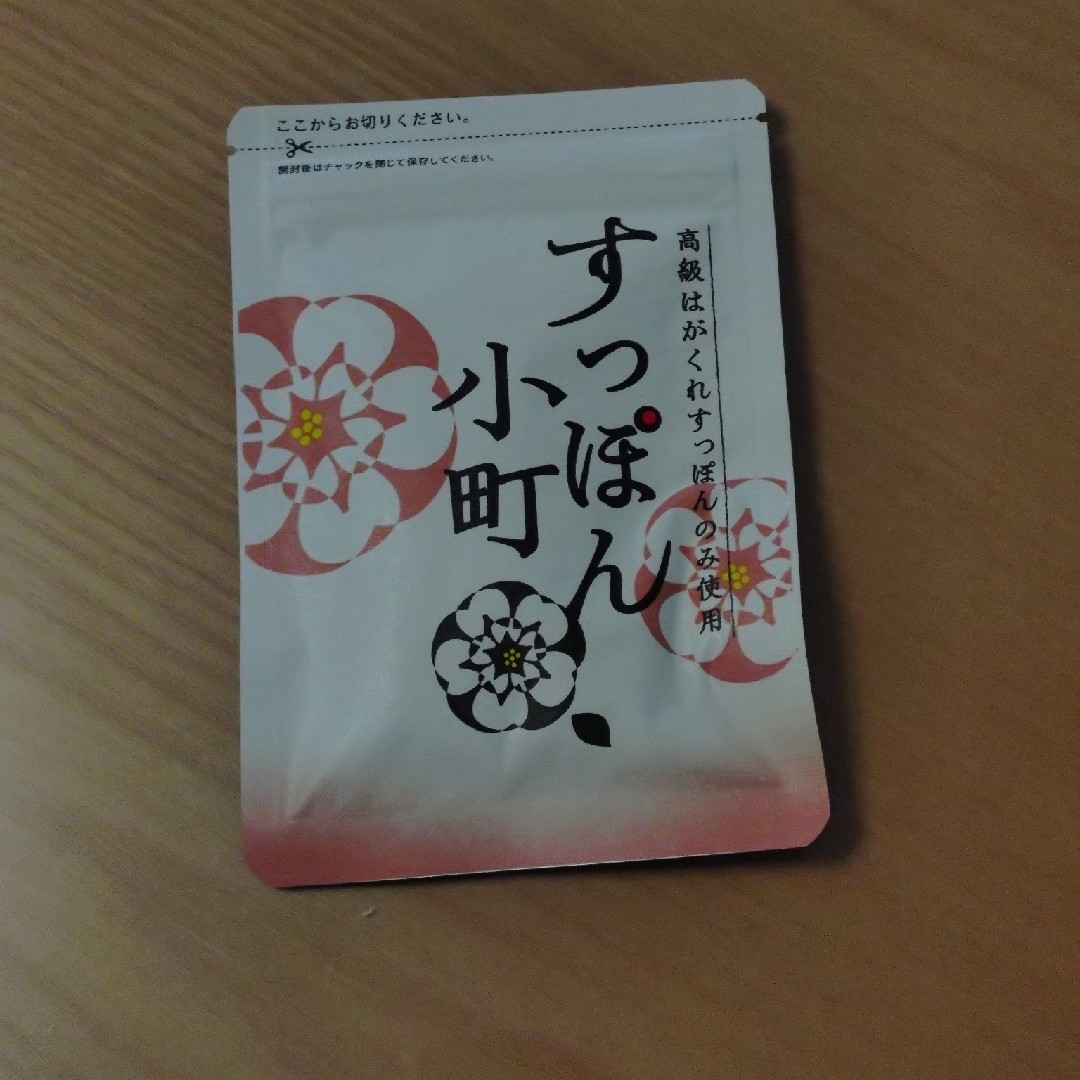 ここからお切りください。
開封後はチャックを閉じて保存してください。
高級はがくれすっぽんのみ使用
すっぽん
小町